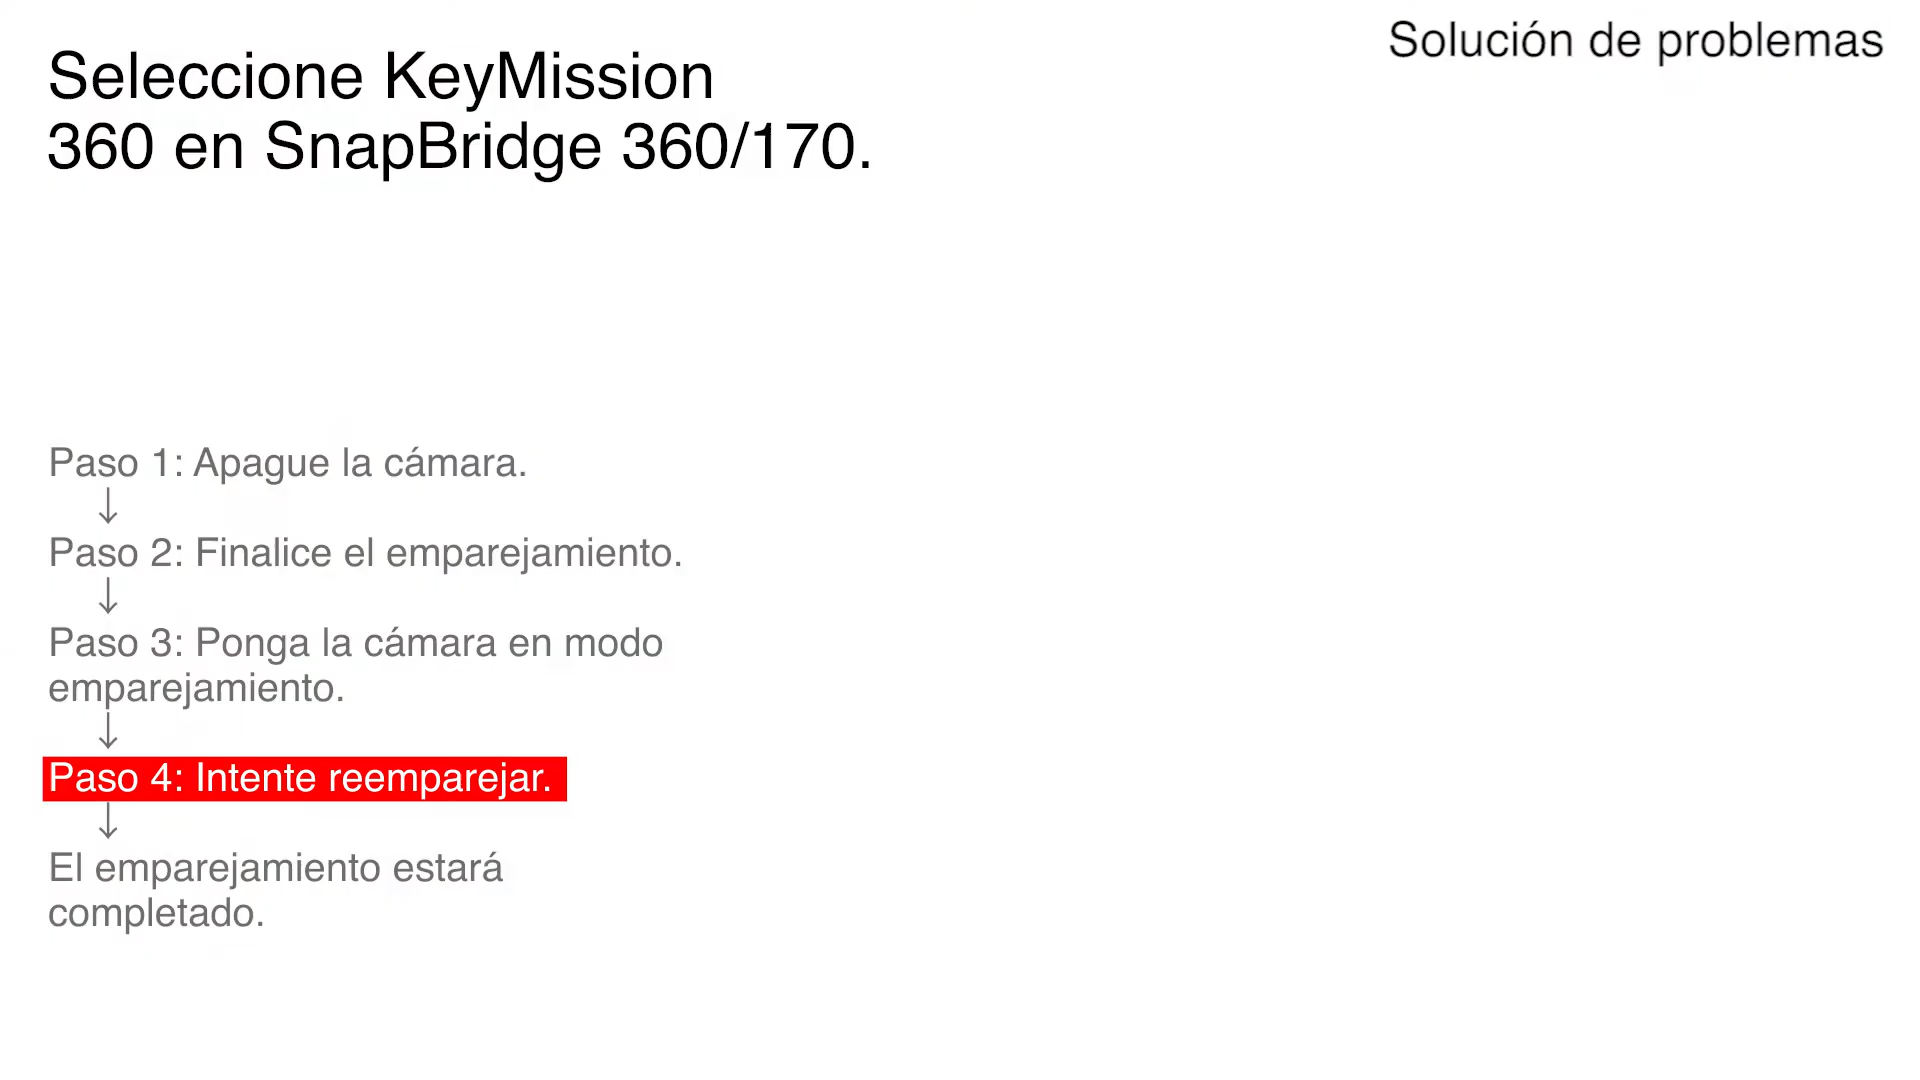 Solución de problemas
Seleccione KeyMission
360 en SnapBridge 360/170.
Paso 1: Apague la cámara.
↓
Paso 2: Finalice el emparejamiento.
↓
Paso 3: Ponga la cámara en modo
emparejamiento.
↓
Paso 4: Intente reemparejar.
↓
El emparejamiento estará
completado.